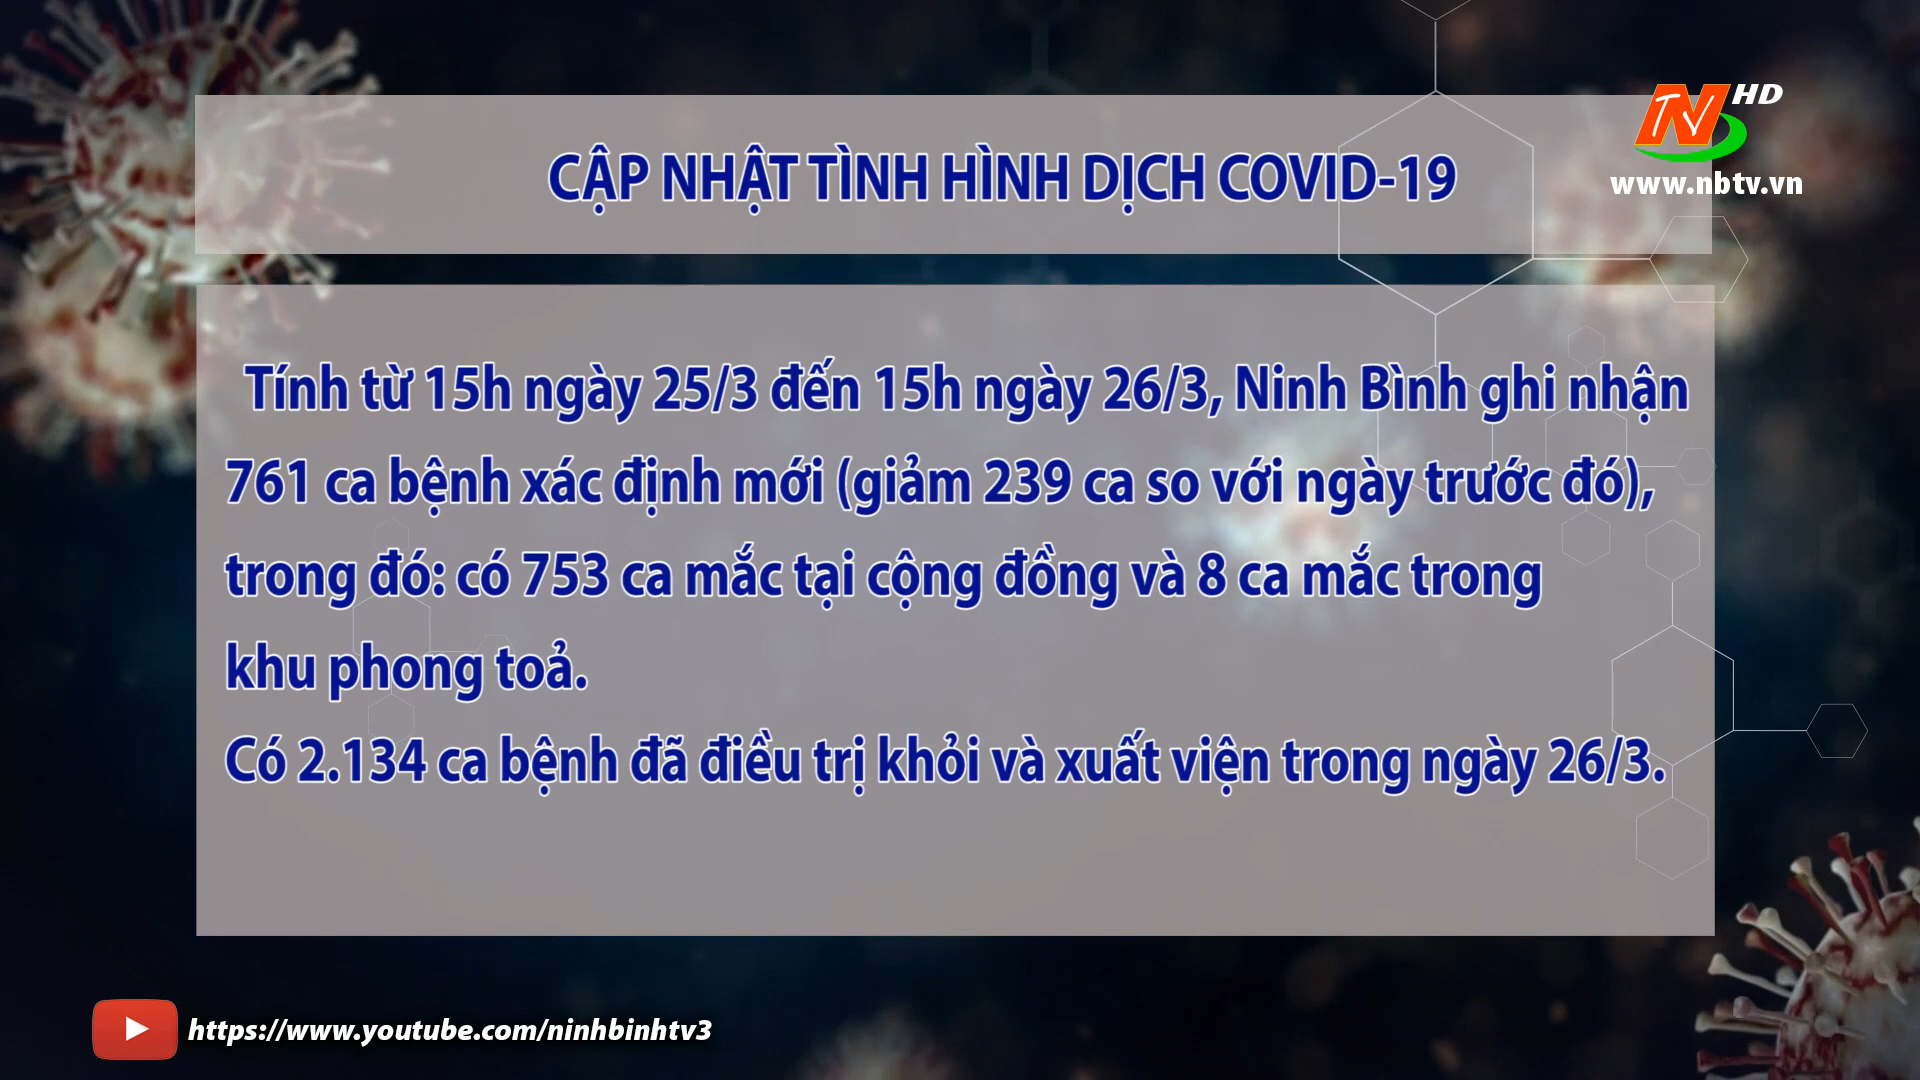 HD
NTV
www.nbtv.vn
CẬP NHẬT TÌNH HÌNH DỊCH COVID-19
Tính từ 15h ngày 25/3 đến 15h ngày 26/3, Ninh Bình ghi nhận
761 ca bệnh xác định mới (giảm 239 ca so với ngày trước đó),
trong đó: có 753 ca mắc tại cộng đồng và 8 ca mắc trong
khu phong toả.
Có 2.134 ca bệnh đã điều trị khỏi và xuất viện trong ngày 26/3.
https://www.youtube.com/ninhbinhtv3